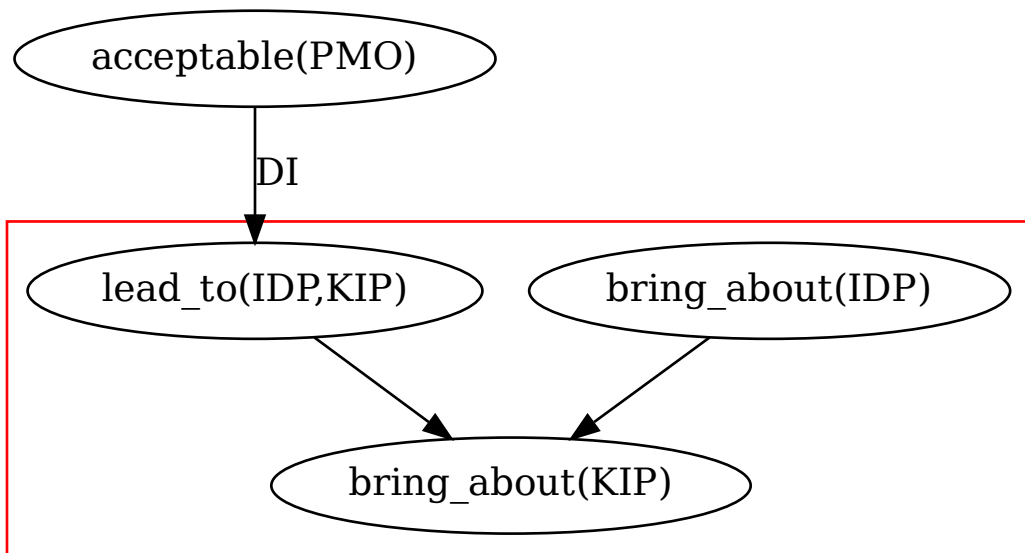 acceptable(PMO)
DI
lead_to(IDP,KIP)
bring_about(IDP)
bring_about(KIP)